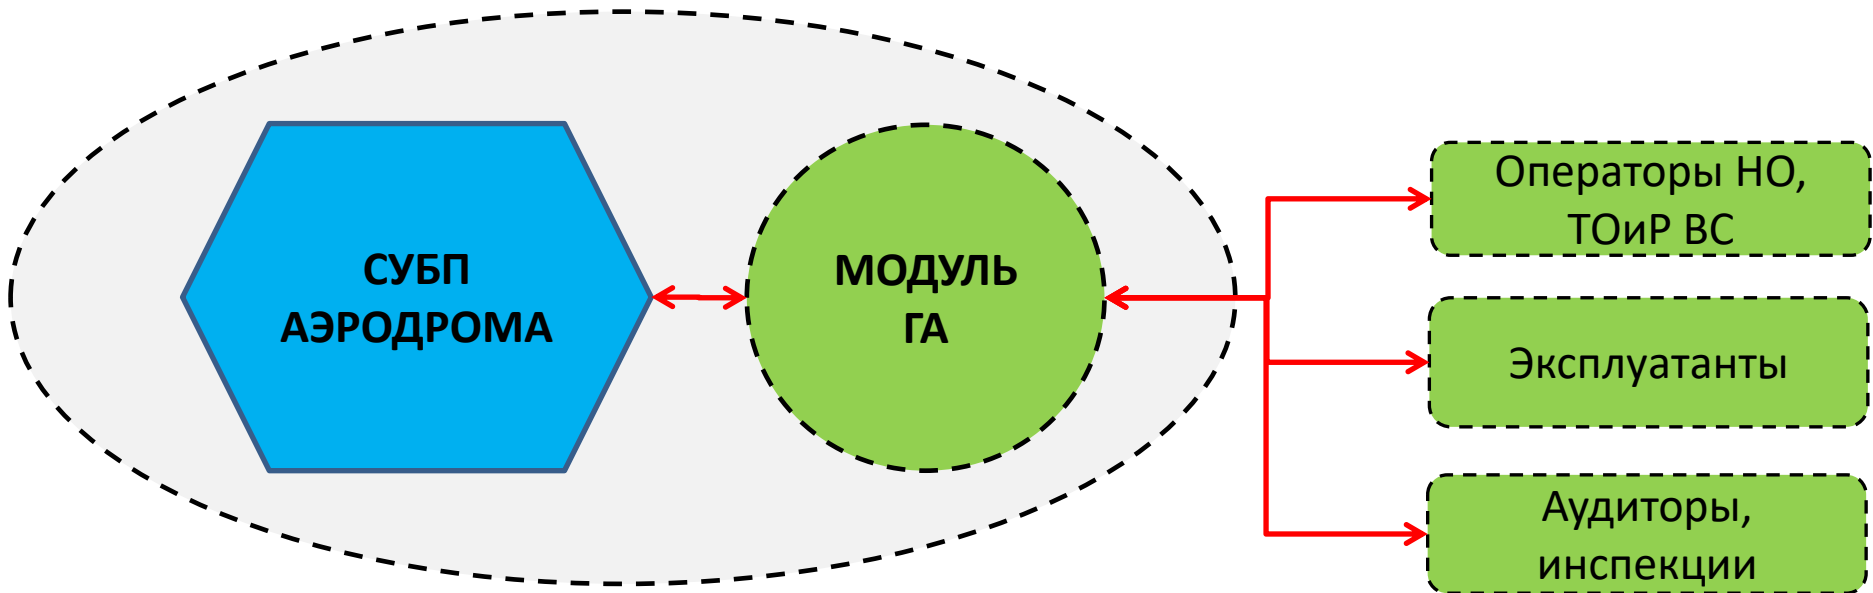 СУБП
АЭРОДРОМА
МОДУЛЬ
ГА
Операторы НО,
ТОиР ВС
Эксплуатанты
Аудиторы,
инспекции